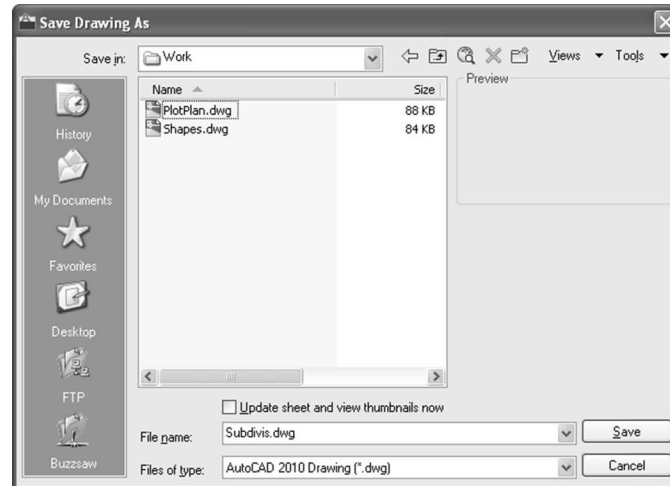 Save Drawing As
Save in: Work Views Tools
Name Size Preview
PlotPlan.dwg 88 KB
Shapes.dwg 84 KB
History
My Documents
Favorites
Desktop
FTP
Buzzsaw
Update sheet and view thumbnails now
File name: Subdivis.dwg Save
Files of type: AutoCAD 2010 Drawing (*.dwg) Cancel